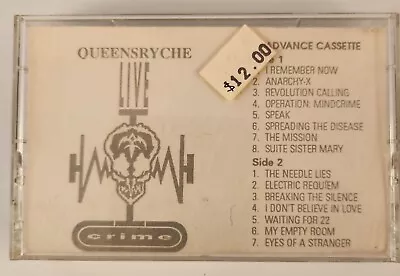 QUEENSRYCHE
LIVE
crime
$12.00
ADVANCE CASSETTE
1
I REMEMBER NOW
2. ANARCHY-X
3. REVOLUTION CALLING
4. OPERATION: MINDCRIME
5. SPEAK
6. SPREADING THE DISEASE
7. THE MISSION
8. SUITE SISTER MARY
Side 2
1. THE NEEDLE LIES
2. ELECTRIC REQUIEM
3. BREAKING THE SILENCE
4. I DON'T BELIEVE IN LOVE
5. WAITING FOR 22
6. MY EMPTY ROOM
7. EYES OF A STRANGER